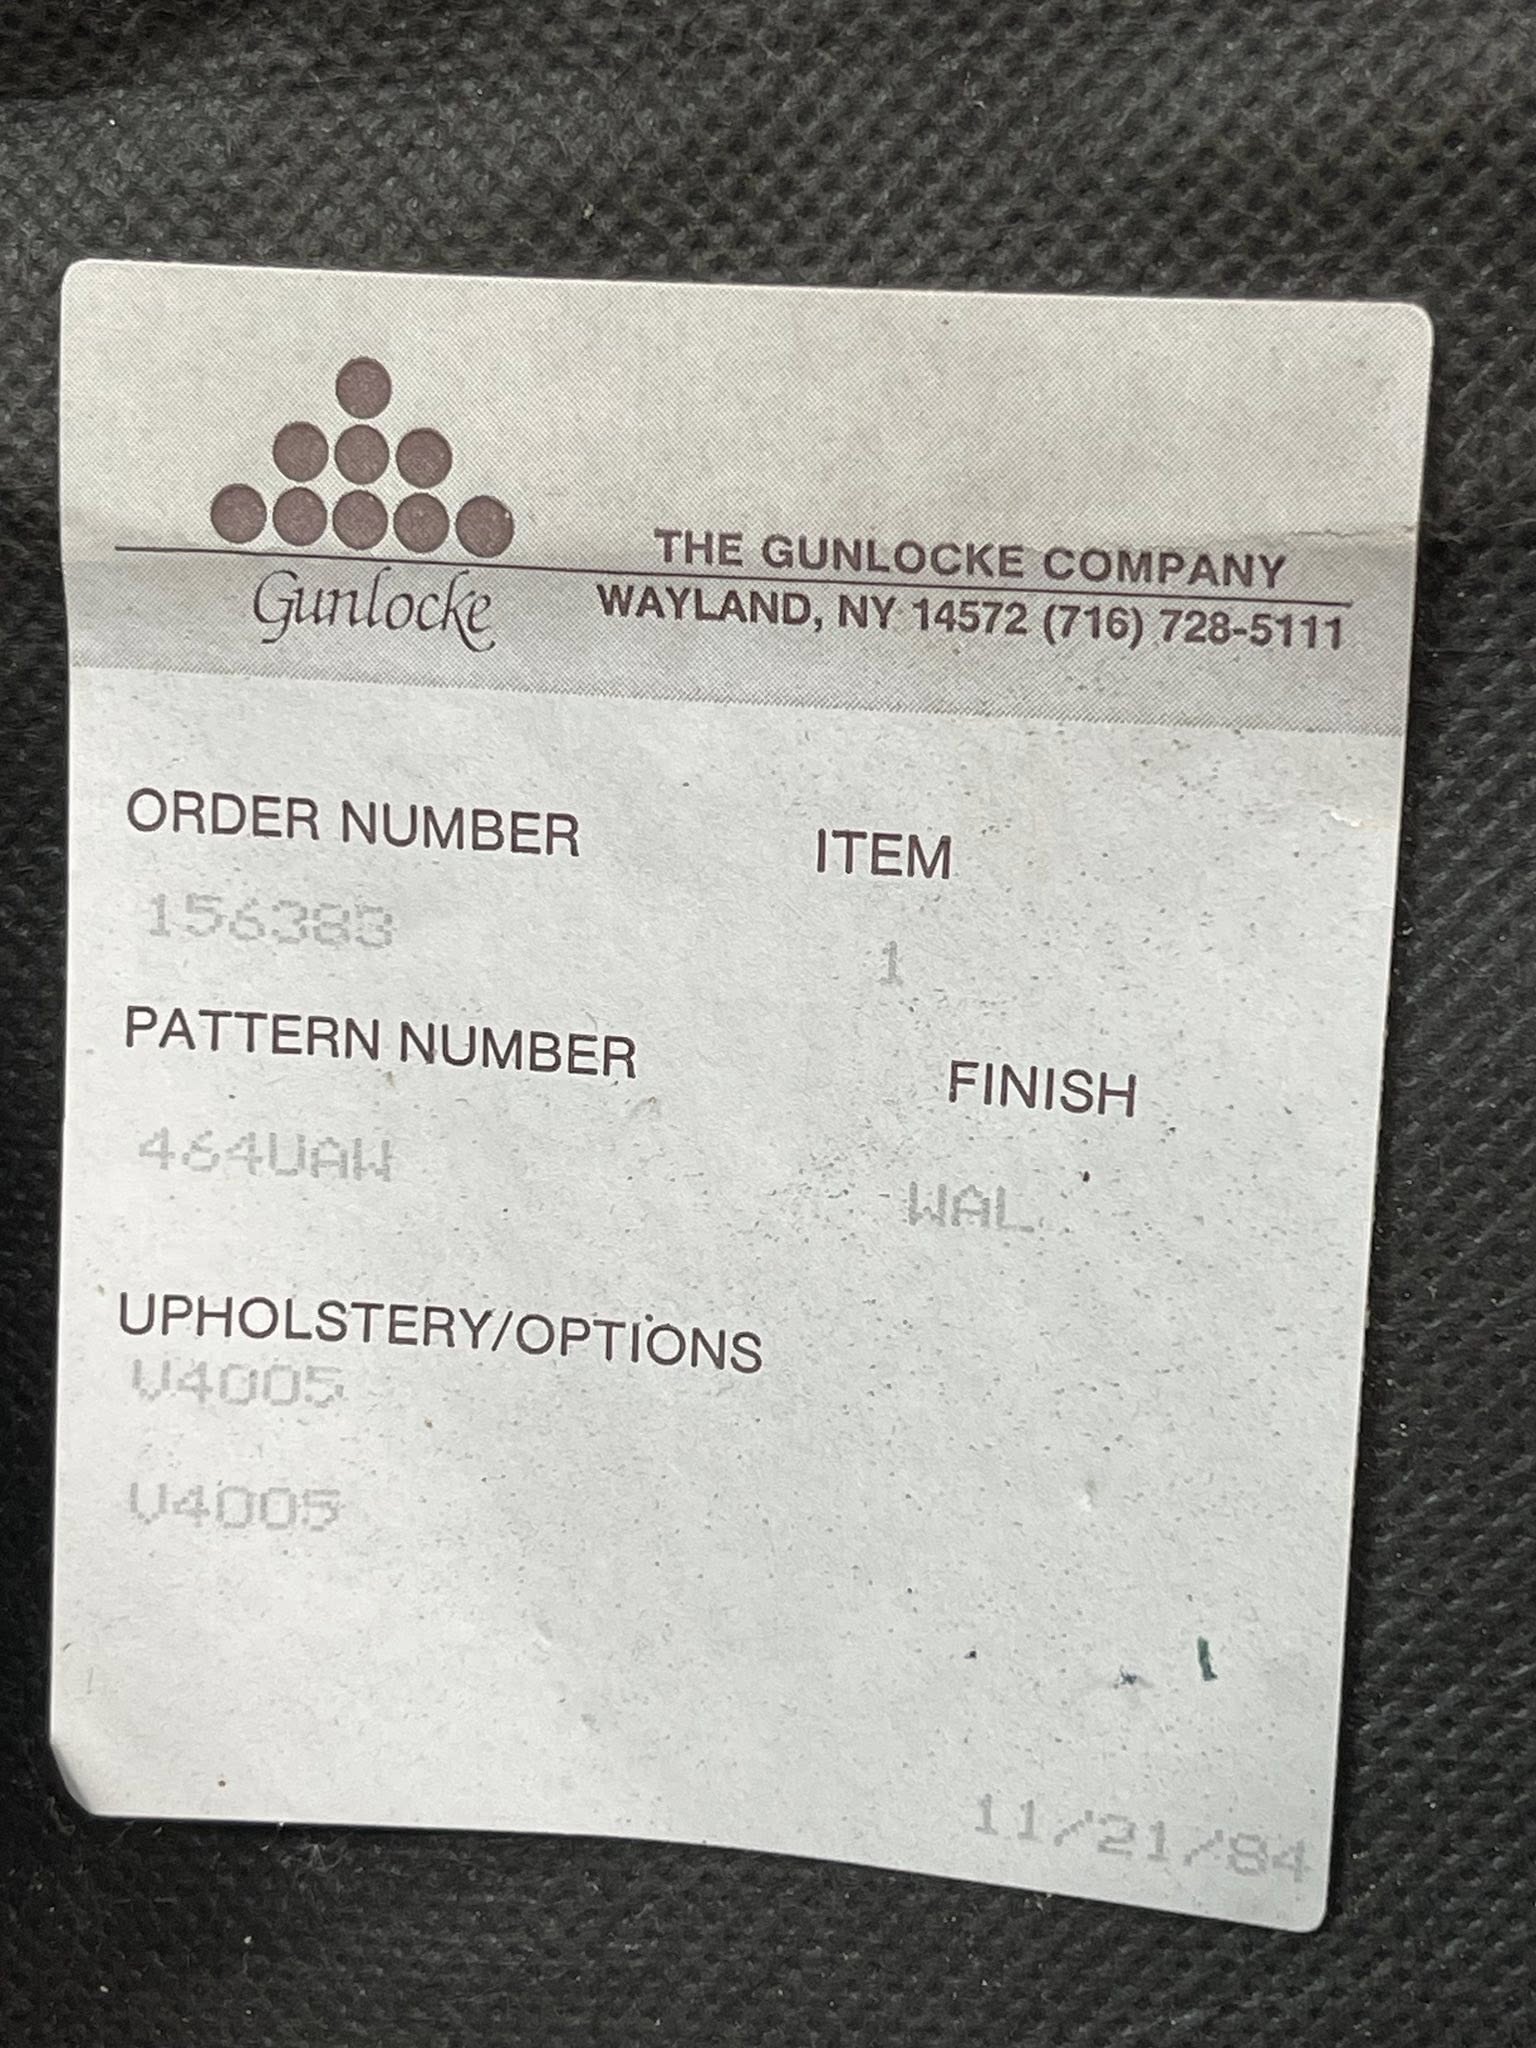 THE GUNLOCKE COMPANY
Gunlocke
WAYLAND, NY 14572 (716) 728-5111
ORDER NUMBER ITEM
156383 1
PATTERN NUMBER FINISH
464UAW WAL
UPHOLSTERY/OPTIONS
V4005
V4005
11/21/84